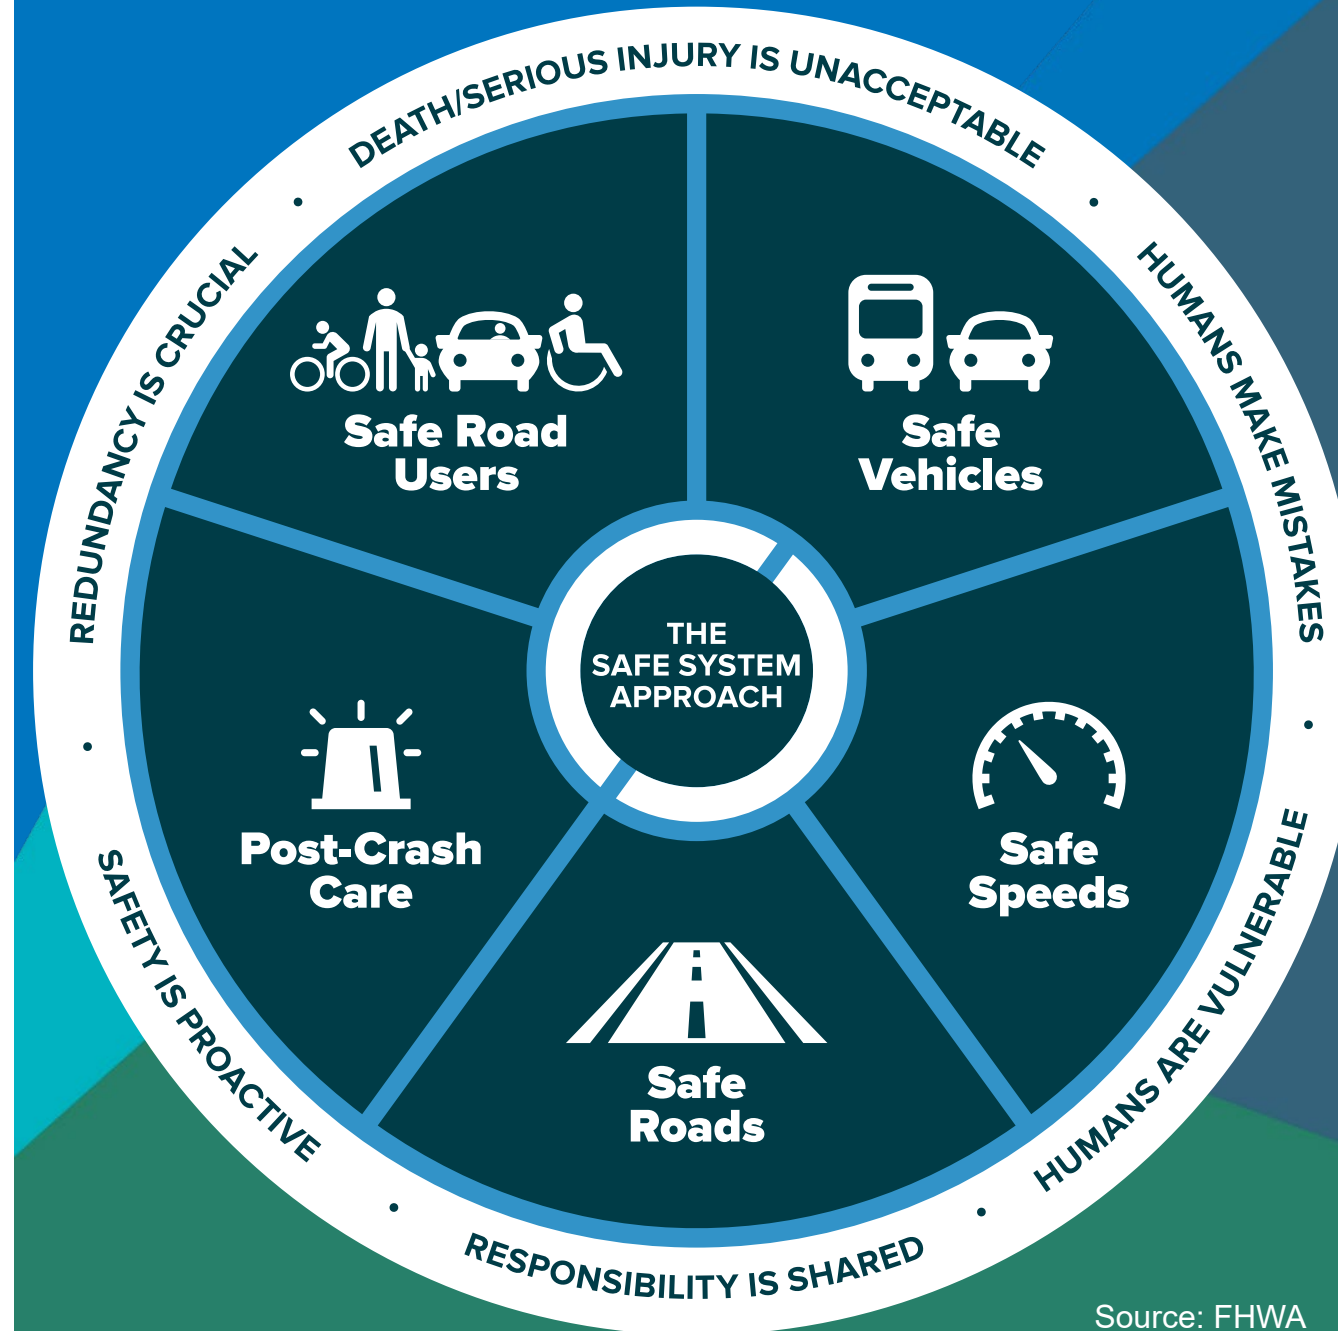 DEATH/SERIOUS INJURY IS UNACCEPTABLE
HUMANS MAKE MISTAKES
HUMANS ARE VULNERABLE
RESPONSIBILITY IS SHARED
SAFETY IS PROACTIVE
REDUNDANCY IS CRUCIAL
Safe Road
Users
Safe
Vehicles
Safe
Speeds
Safe
Roads
Post-Crash
Care
THE
SAFE SYSTEM
APPROACH
Source: FHWA